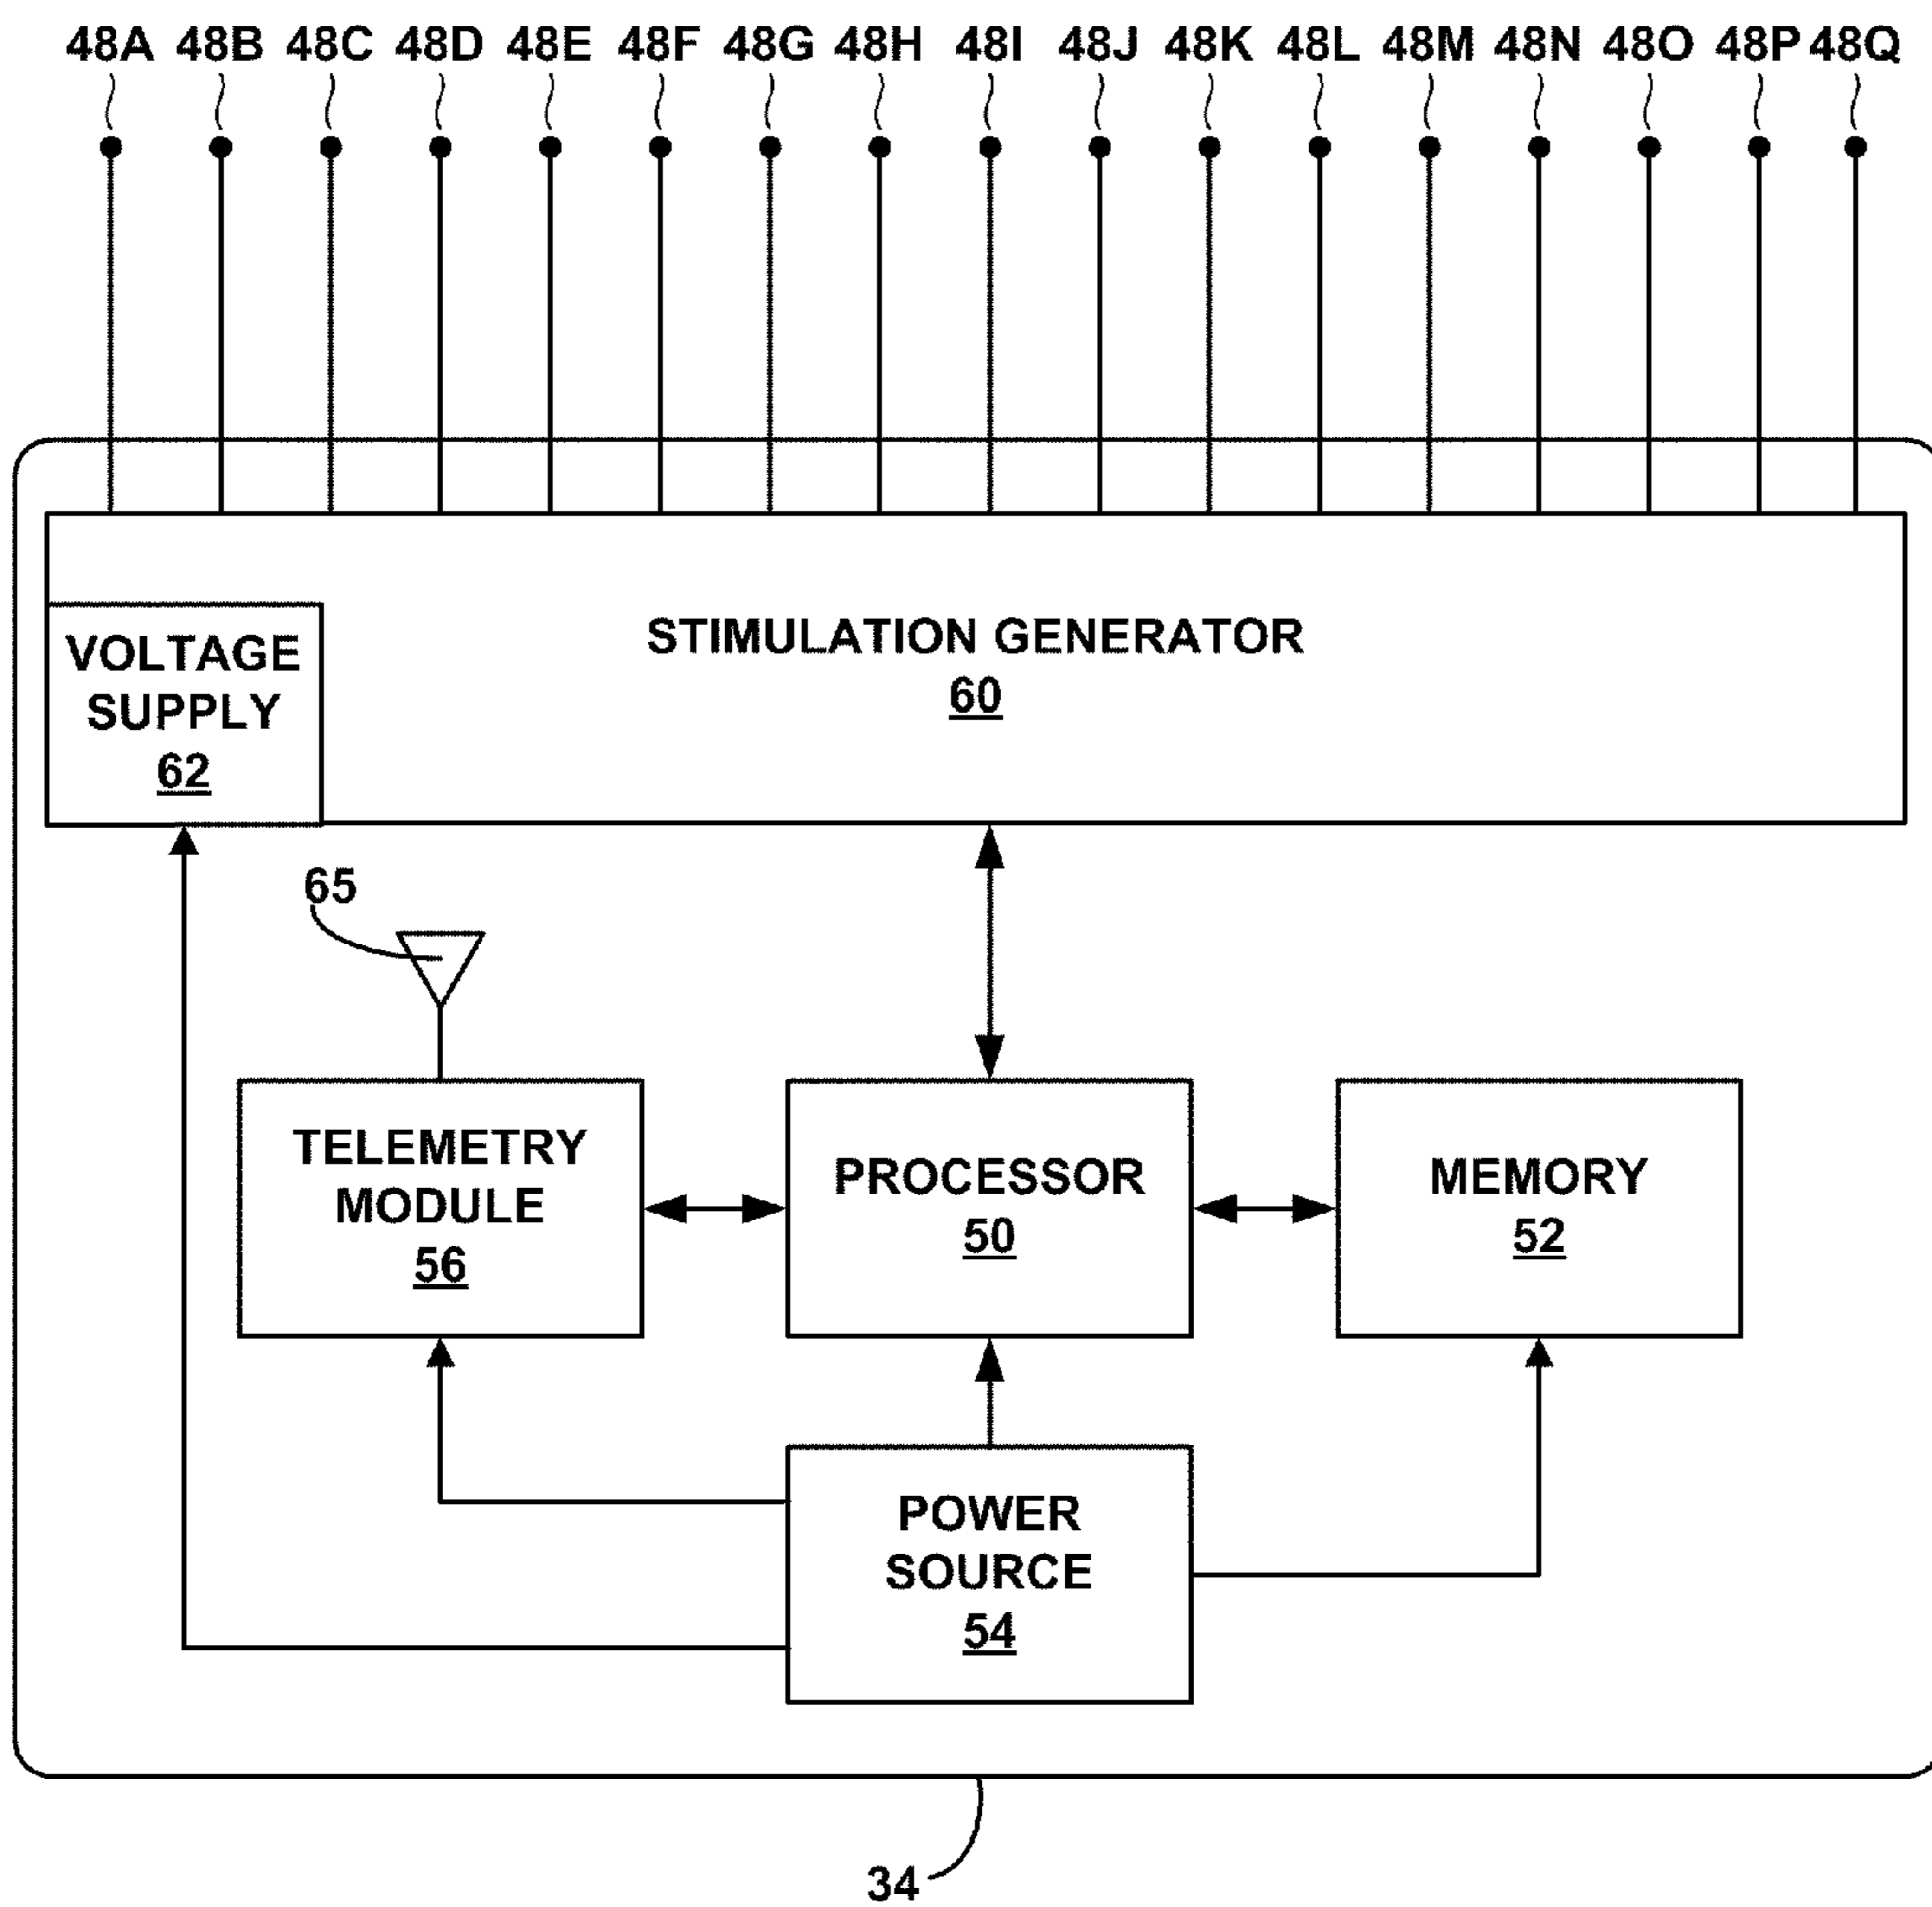 48A 48B 48C 48D 48E 48F 48G 48H 48I 48J 48K 48L 48M 48N 48O 48P 48Q
STIMULATION GENERATOR
60
VOLTAGE
SUPPLY
62
65
TELEMETRY
MODULE
56
PROCESSOR
50
MEMORY
52
POWER
SOURCE
54
34